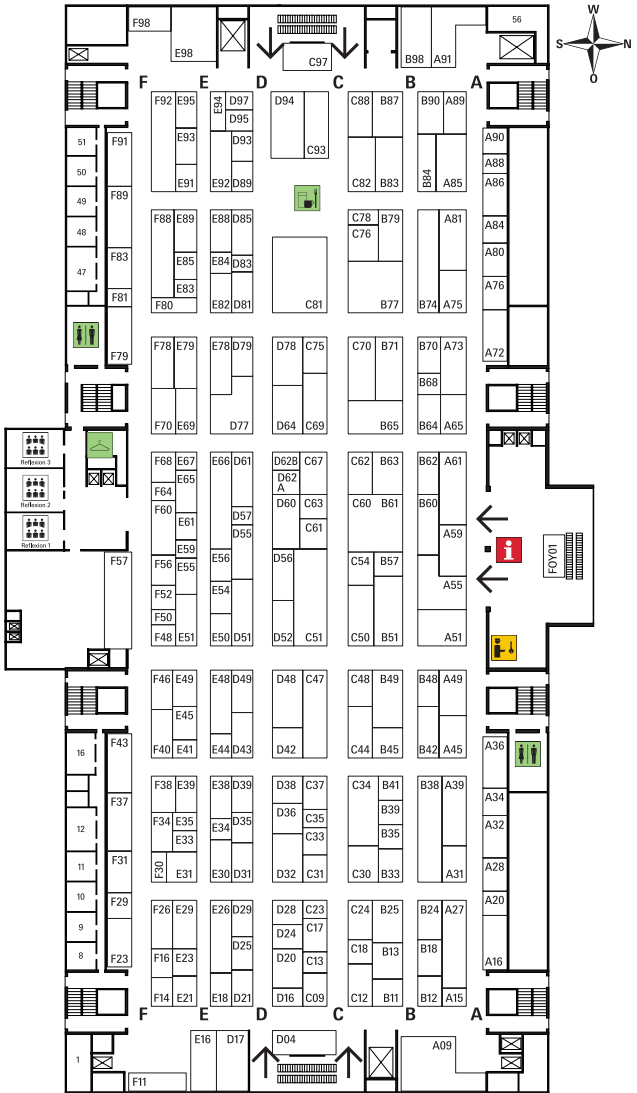 56
W
S N
O
F98
E98
C97
B98 A91
F E D C B A
F92 E95 E94 D97 D94 C88 B87 B90 A89
D95
51 F91 E93 D93 C93 A90
50 A88
E91 E92 D89 C82 B83 B84 A85 A86
49 F89
48 F88 E89 E88 D85 C78 B79 A81 A84
C76
47 F83 E85 E84 D83 A80
F81 E83 A76
F80 E82 D81 C81 B77 B74 A75
F79 F78 E79 E78 D79 D78 C75 C70 B71 B70 A73 A72
B68
F70 E69 D77 D64 C69 B65 B64 A65
Reflexion 3
F68 E67 E66 D61 D62B C67 C62 B63 B62 A61
E65 D62
F64 A
Reflexion 2
F60 D60 C63 C60 B61 B60
E61 D57 C61
D55 A59
Reflexion 1
E59
F57 F56 E55 E56 D56 C54 B57 FOY01
F52 E54 A55
F50
F48 E51 E50 D51 D52 C51 C50 B51 A51
F46 E49 E48 D49 D48 C47 C48 B49 B48 A49
E45
F40 E41 E44 D43 D42 C44 B45 B42 A45
16 F43 A36
F38 E39 E38 D39 D38 C37 C34 B41 B38 A39
F37 A34
D36 B39
12 F34 E35 E34 D35 C35 A32
E33 C33 B35
11 F31 F30 E31 E30 D31 D32 C31 C30 B33 A31 A28
10 F29 A20
F26 E29 E26 D29 D28 C23 C24 B25 B24 A27
9 C17
D24
D25 C18 B18
8 F23 F16 E23 D20 C13 B13 A16
F14 E21 E18 D21 D16 C09 C12 B11 B12 A15
F E D C B A
1 E16 D17 D04 A09
F11